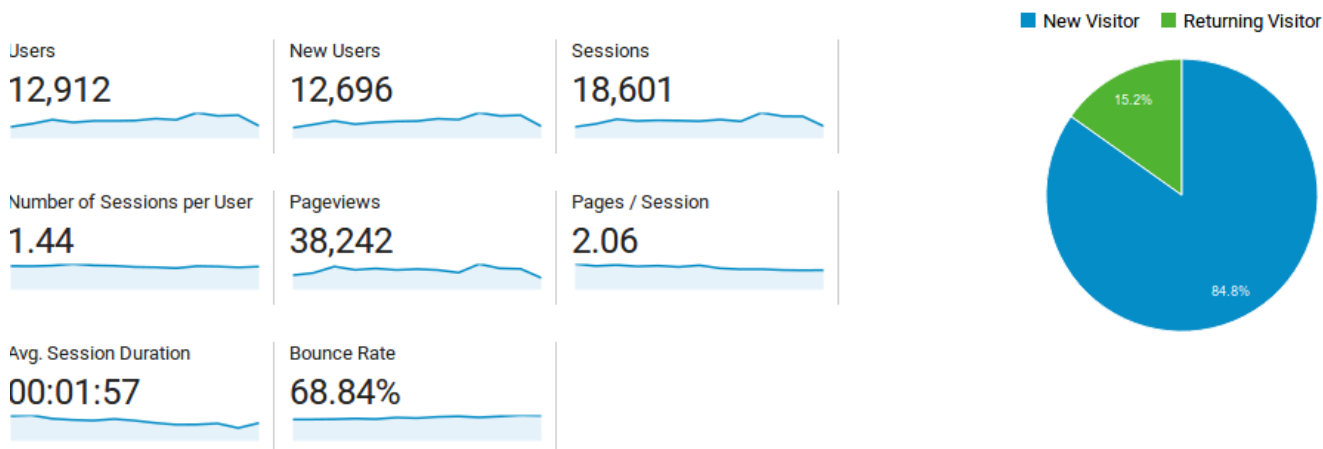 New Visitor Returning Visitor
Users New Users Sessions
12,912 12,696 18,601
15.2%
Number of Sessions per User Pageviews Pages / Session
1.44 38,242 2.06
84.8%
Avg. Session Duration Bounce Rate
00:01:57 68.84%